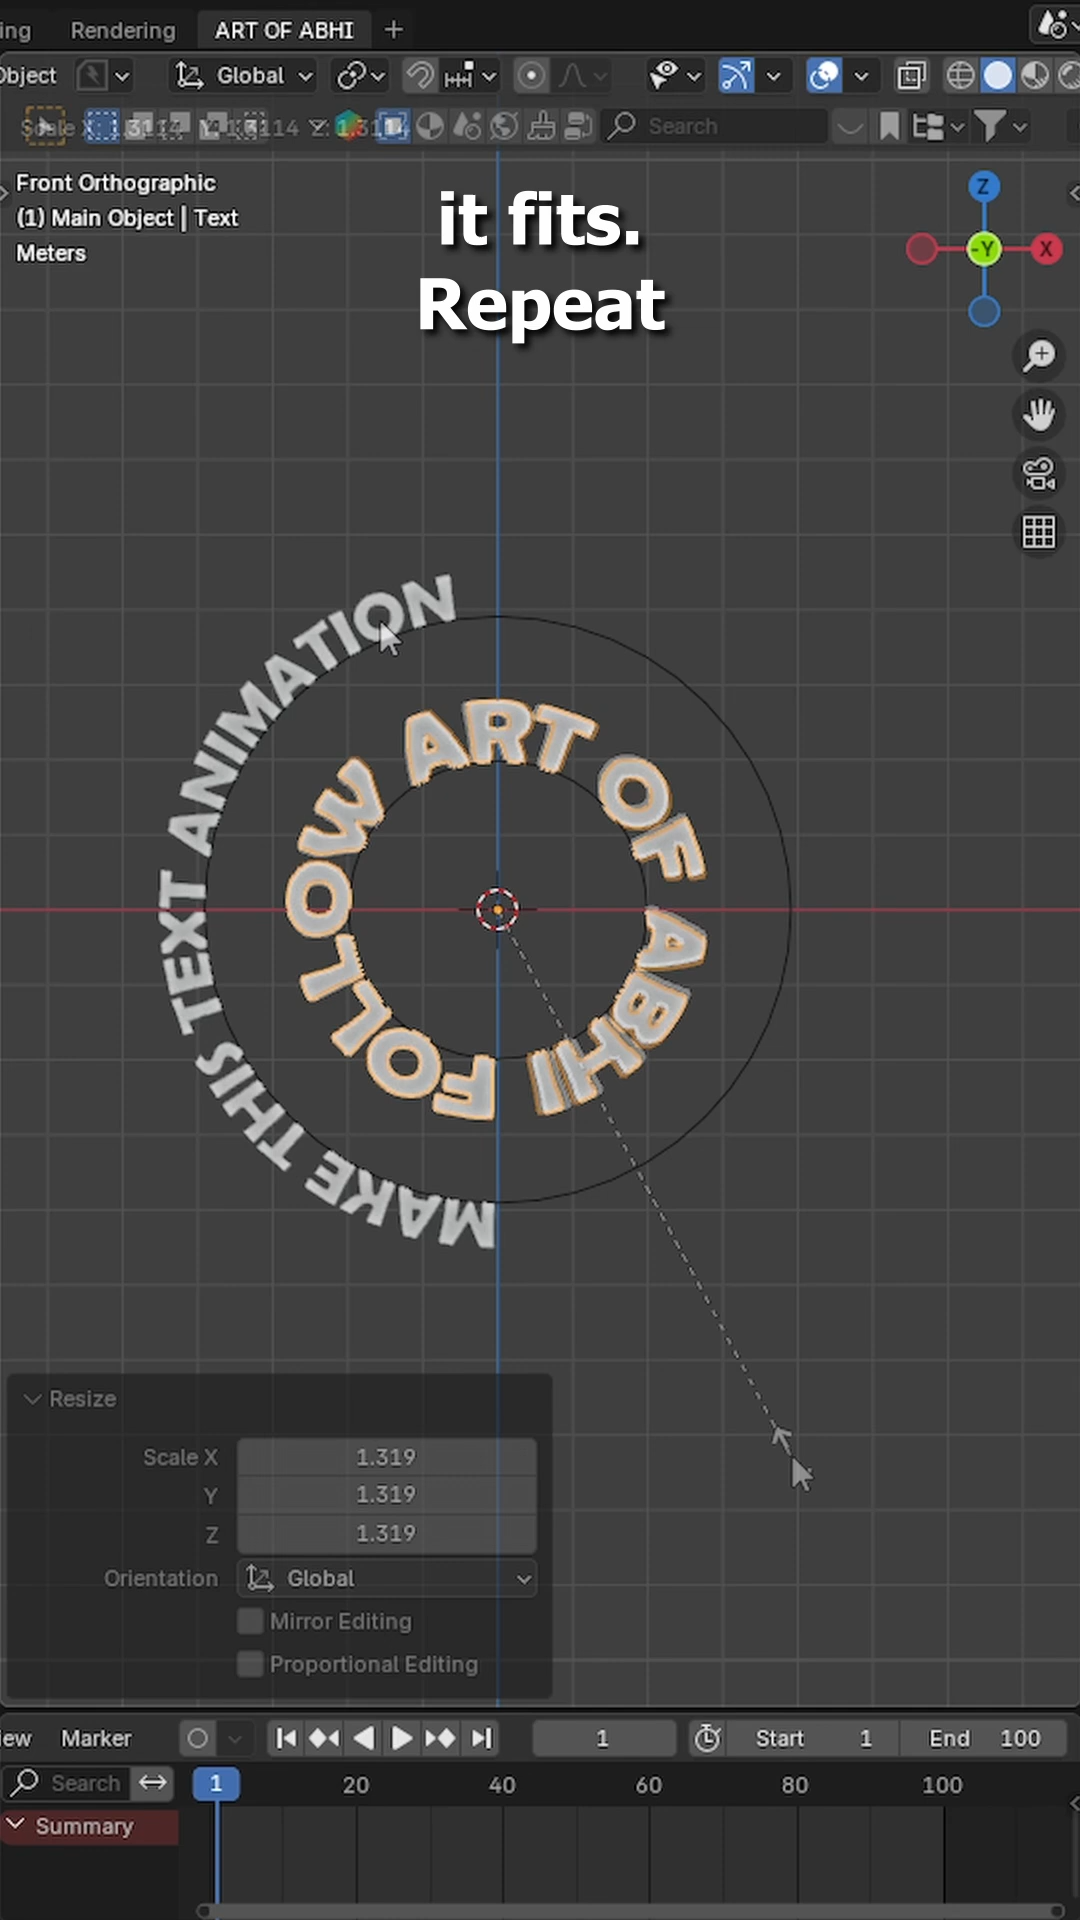 ing Rendering ART OF ABHI +
Object Global
Search
Front Orthographic
(1) Main Object | Text
Meters
it fits.
Repeat
Z
-Y X
MAKE THIS TEXT ANIMATION
FOLLOW ART OF ABHI
Resize
Scale X 1.319
Y 1.319
Z 1.319
Orientation Global
Mirror Editing
Proportional Editing
ew Marker 1 Start 1 End 100
Search 1 20 40 60 80 100
Summary